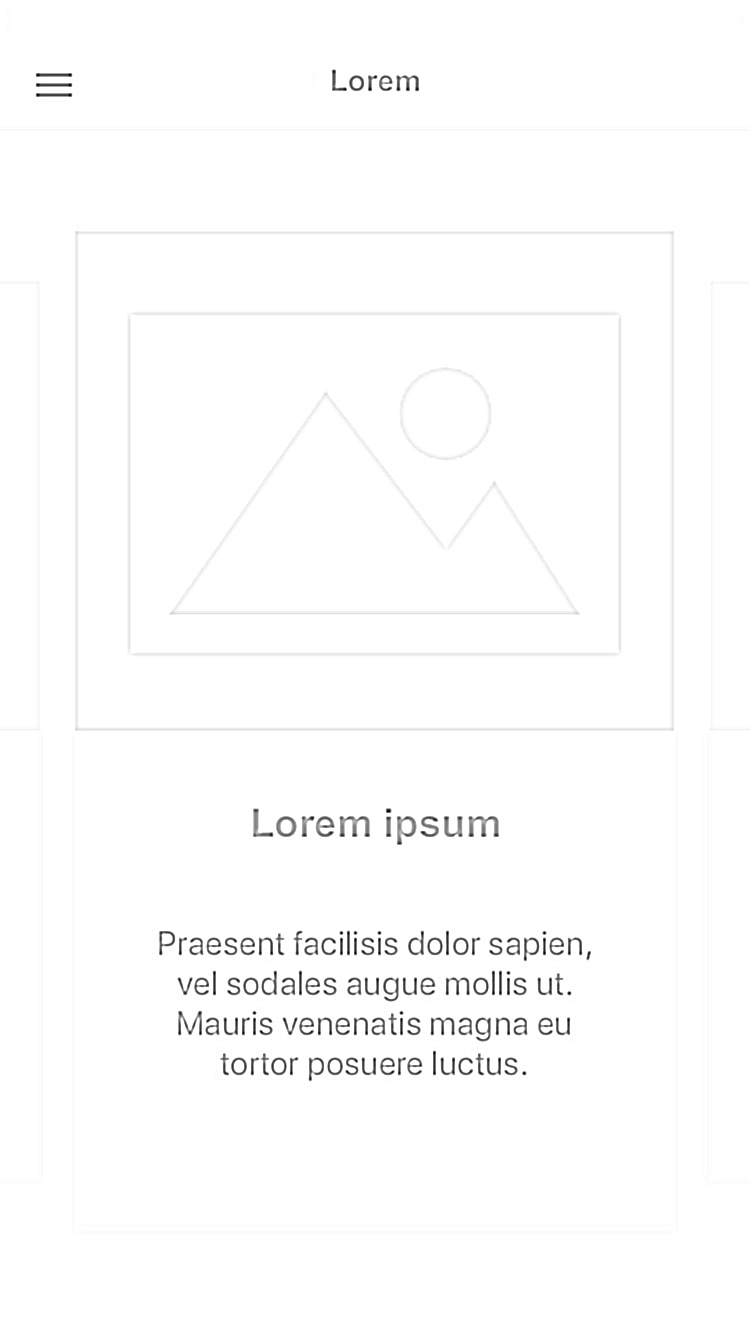 Lorem
Lorem ipsum
Praesent facilisis dolor sapien,
vel sodales augue mollis ut.
Mauris venenatis magna eu
tortor posuere luctus.